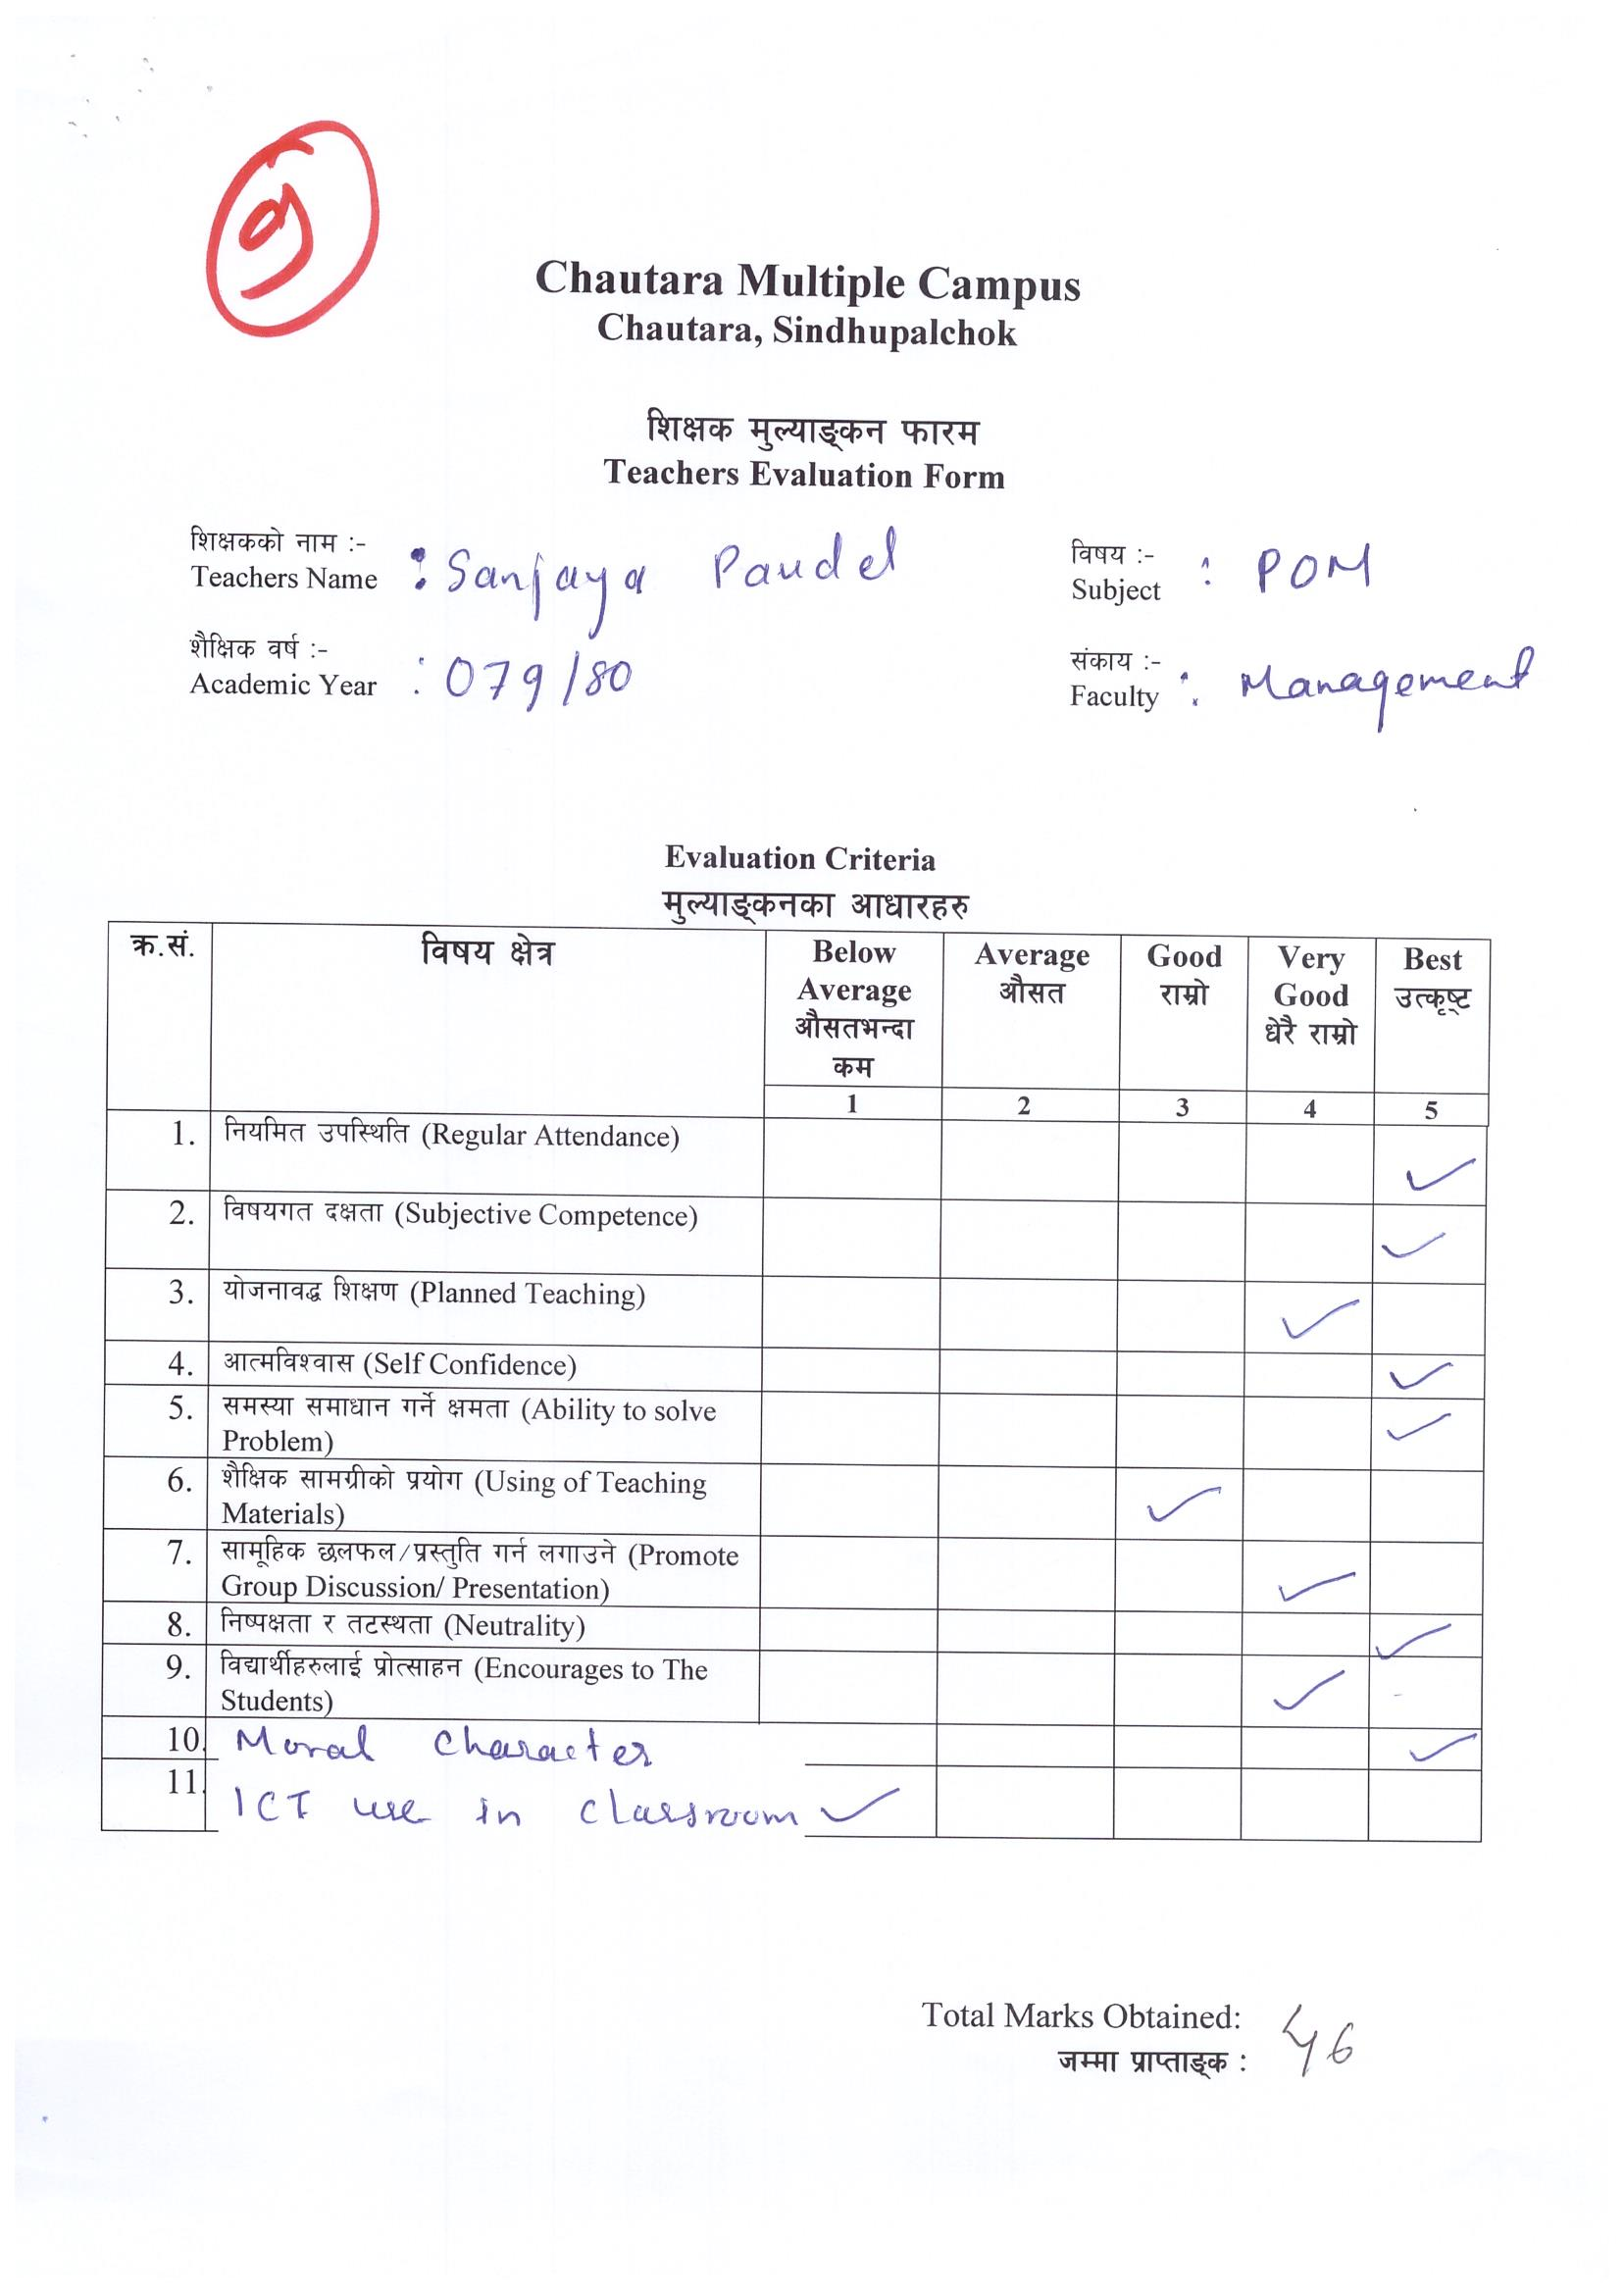 ५
Chautara Multiple Campus
Chautara, Sindhupalchok
शिक्षक मुल्याङ्कन फारम
Teachers Evaluation Form
शिक्षकको नाम :-
Teachers Name : Sanjaya Paudel
विषय :-
Subject : POM
शैक्षिक वर्ष :-
Academic Year : 079/80
संकाय :-
Faculty : Management
Evaluation Criteria
मुल्याङ्कनका आधारहरु
क्र.सं. विषय क्षेत्र Below Average औसतभन्दा कम Average औसत Good राम्रो Very Good धेरै राम्रो Best उत्कृष्ट
1 2 3 4 5
1. नियमित उपस्थिति (Regular Attendance) ✓
2. विषयगत दक्षता (Subjective Competence) ✓
3. योजनावद्ध शिक्षण (Planned Teaching) ✓
4. आत्मविश्वास (Self Confidence) ✓
5. समस्या समाधान गर्ने क्षमता (Ability to solve
Problem) ✓
6. शैक्षिक सामग्रीको प्रयोग (Using of Teaching
Materials) ✓
7. सामूहिक छलफल/प्रस्तुति गर्न लगाउने (Promote
Group Discussion/ Presentation) ✓
8. निष्पक्षता र तटस्थता (Neutrality) ✓
9. विद्यार्थीहरुलाई प्रोत्साहन (Encourages to The
Students) ✓
10. Moral Character ✓
11. ICT use in classroom ✓
Total Marks Obtained: 46
जम्मा प्राप्ताङ्क :